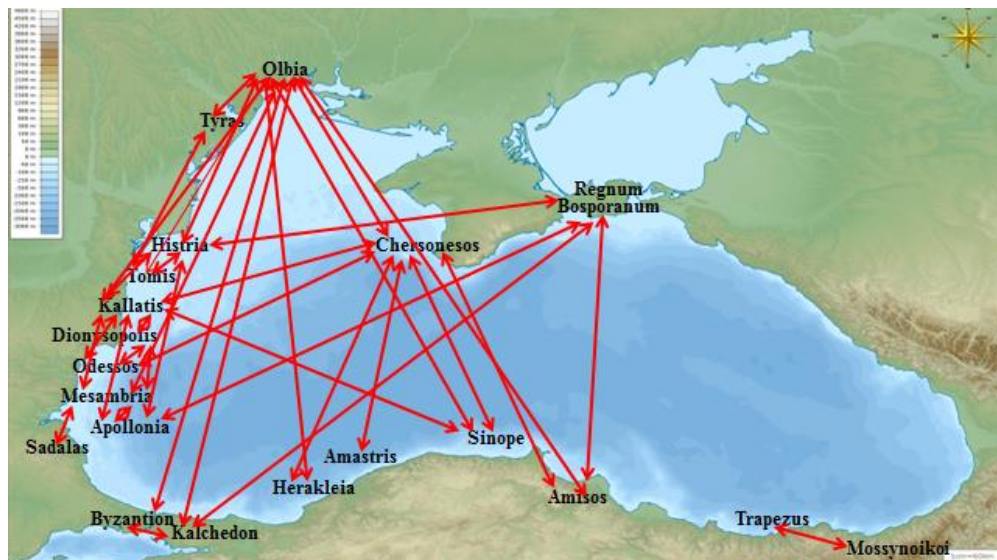 Olbia
Tyras
Regnum
Bosporanum
Histria
Chersonesos
Tomis
Kallatis
Dionysopolis
Odessos
Mesambria
Apollonia
Sadalas
Sinope
Amastris
Herakleia
Amisos
Byzantion
Kalchedon
Trapezus
Mossynoikoi